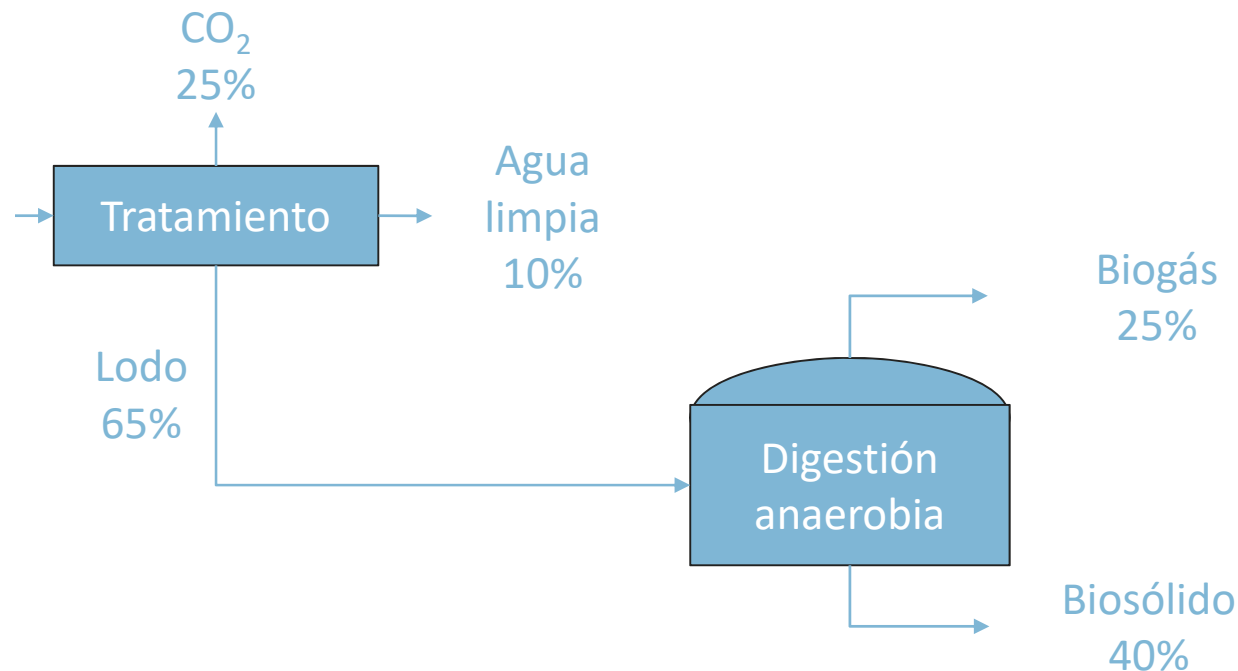 CO₂
25%
Tratamiento
Agua
limpia
10%
Lodo
65%
Biogás
25%
Digestión
anaerobia
Biosólido
40%